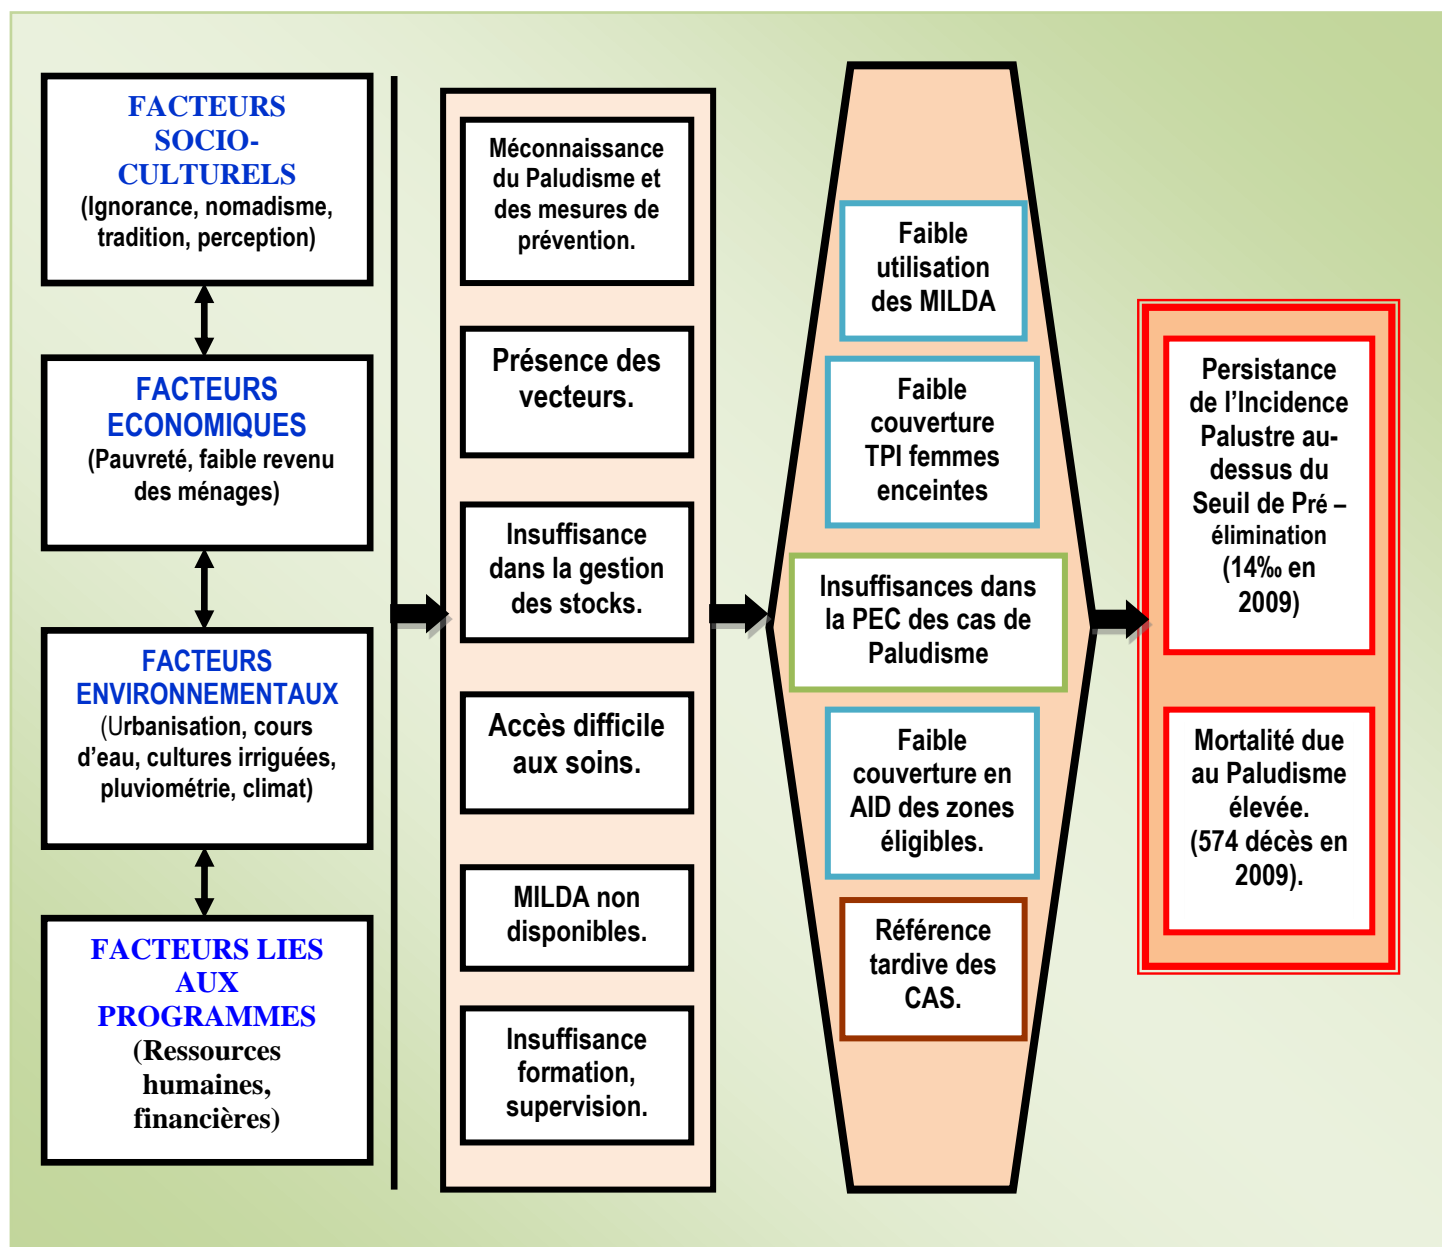 FACTEURS
SOCIO-
CULTURELS
(Ignorance, nomadisme,
tradition, perception)
FACTEURS
ECONOMIQUES
(Pauvreté, faible revenu
des ménages)
FACTEURS
ENVIRONNEMENTAUX
(Urbanisation, cours
d’eau, cultures irriguées,
pluviométrie, climat)
FACTEURS LIES
AUX
PROGRAMMES
(Ressources
humaines,
financières)
Méconnaissance
du Paludisme et
des mesures de
prévention.
Présence des
vecteurs.
Insuffisance
dans la gestion
des stocks.
Accès difficile
aux soins.
MILDA non
disponibles.
Insuffisance
formation,
supervision.
Faible
utilisation
des MILDA
Faible
couverture
TPI femmes
enceintes
Insuffisances dans
la PEC des cas de
Paludisme
Faible
couverture en
AID des zones
éligibles.
Référence
tardive des
CAS.
Persistance
de l’Incidence
Palustre au-
dessus du
Seuil de Pré –
élimination
(14‰ en
2009)
Mortalité due
au Paludisme
élevée.
(574 décès en
2009).